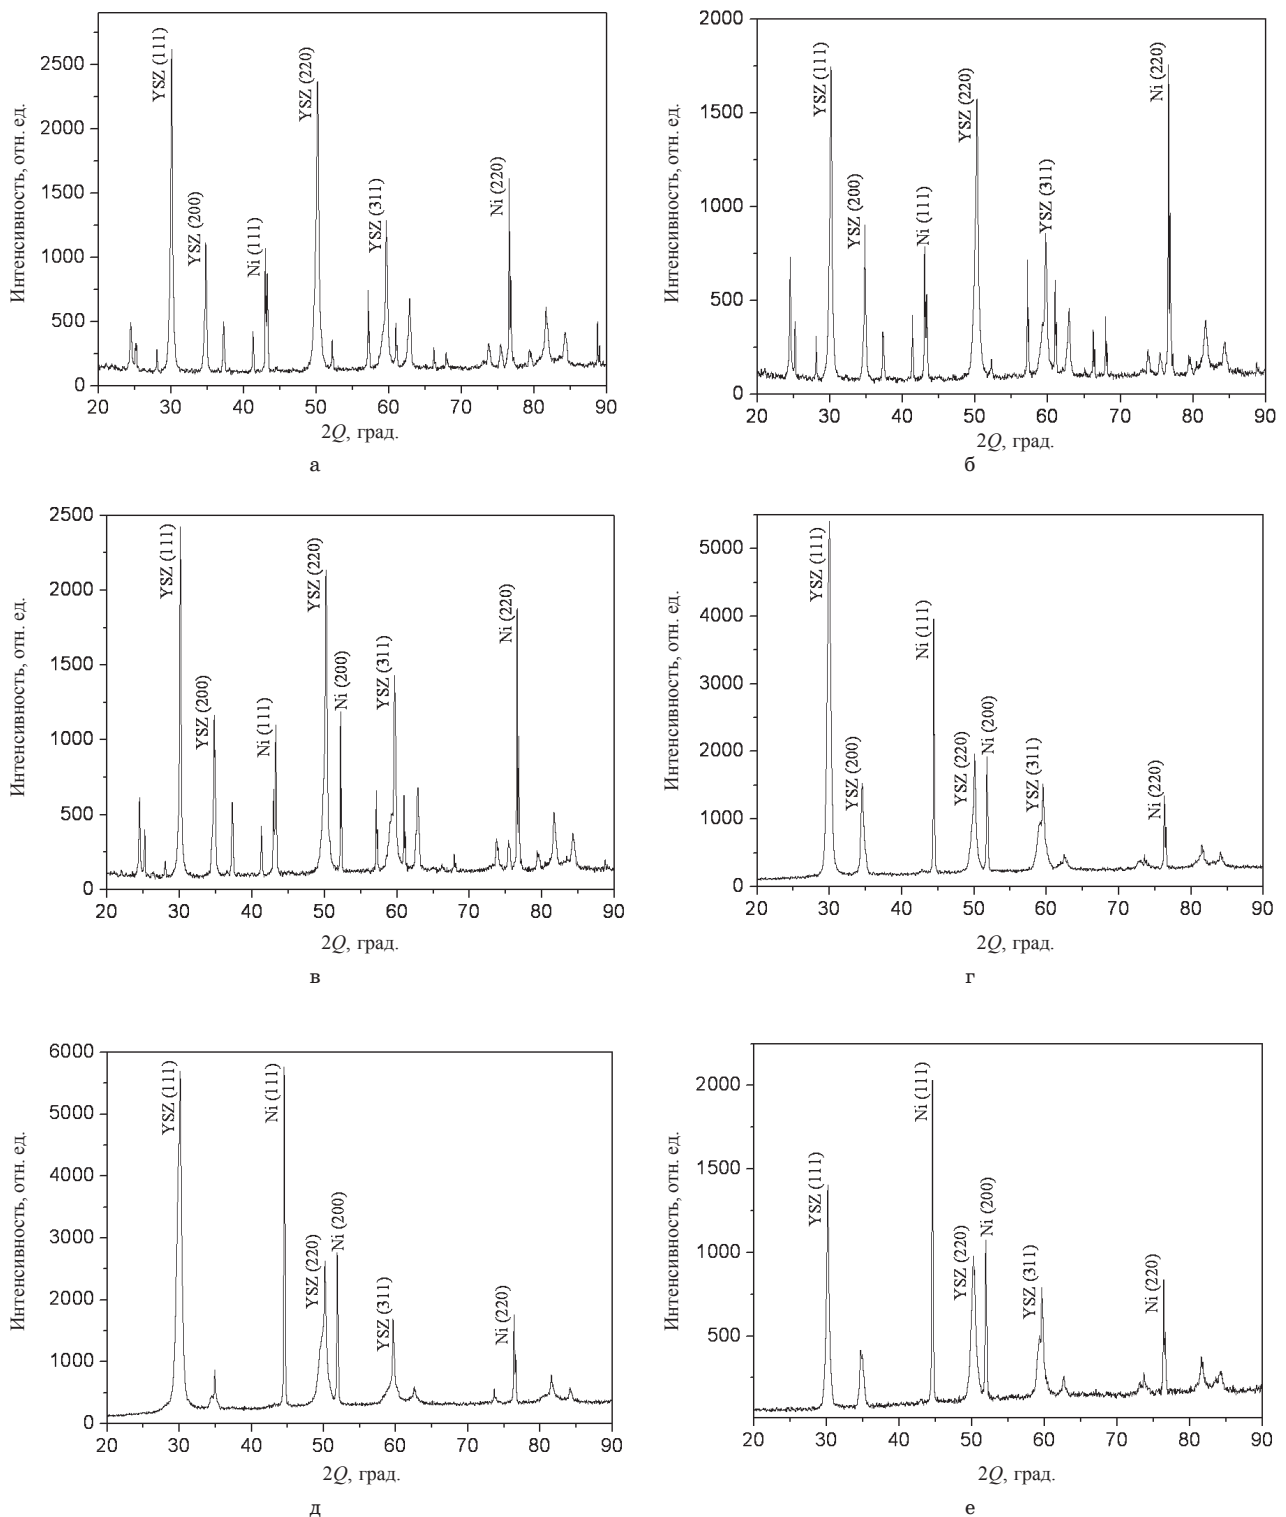 Интенсивность, отн. ед.
2500
2000
1500
1000
500
0
YSZ (111)
YSZ (200)
Ni (111)
YSZ (220)
YSZ (311)
Ni (220)
20 30 40 50 60 70 80 90
2Q, град.
а
Интенсивность, отн. ед.
2000
1500
1000
500
0
YSZ (111)
YSZ (200)
Ni (111)
YSZ (220)
YSZ (311)
Ni (220)
20 30 40 50 60 70 80 90
2Q, град.
б
Интенсивность, отн. ед.
2500
2000
1500
1000
500
0
YSZ (111)
YSZ (200)
Ni (111)
YSZ (220)
Ni (200)
YSZ (311)
Ni (220)
20 30 40 50 60 70 80 90
2Q, град.
в
Интенсивность, отн. ед.
5000
4000
3000
2000
1000
0
YSZ (111)
YSZ (200)
Ni (111)
YSZ (220)
Ni (200)
YSZ (311)
Ni (220)
20 30 40 50 60 70 80 90
2Q, град.
г
Интенсивность, отн. ед.
6000
5000
4000
3000
2000
1000
0
YSZ (111)
Ni (111)
YSZ (220)
Ni (200)
YSZ (311)
Ni (220)
20 30 40 50 60 70 80 90
2Q, град.
д
Интенсивность, отн. ед.
2000
1500
1000
500
YSZ (111)
Ni (111)
YSZ (220)
Ni (200)
YSZ (311)
Ni (220)
20 30 40 50 60 70 80 90
2Q, град.
е